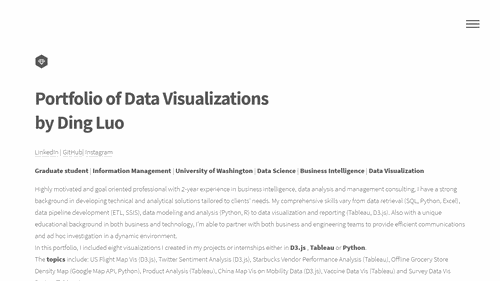 Portfolio of Data Visualizations
by Ding Luo
LinkedIn | GitHub| Instagram
Graduate student | Information Management | University of Washington | Data Science | Business Intelligence | Data Visualization
Highly motivated and goal oriented professional with 2-year experience in business intelligence, data analysis and management consulting, I have a strong
background in developing technical and analytical solutions tailored to clients' needs. My comprehensive skills vary from data retrieval (SQL, Python, Excel),
data pipeline development (ETL, SSIS), data modeling and analysis (Python, R) to data visualization and reporting (Tableau, D3.js). Also with a unique
educational background in both business and technology, I'm able to partner with both business and engineering teams to provide efficient communications
and ad hoc investigation in a dynamic environment.
In this portfolio, I included eight visualizations I created in my projects or internships either in D3.js , Tableau or Python.
The topics include: US Flight Map Vis (D3.js), Twitter Sentiment Analysis (D3.js), Starbucks Vendor Performance Analysis (Tableau), Offline Grocery Store
Density Map (Google Map API, Python), Product Analysis (Tableau), China Map Vis on Mobility Data (D3.js), Vaccine Data Vis (Tableau) and Survey Data Vis